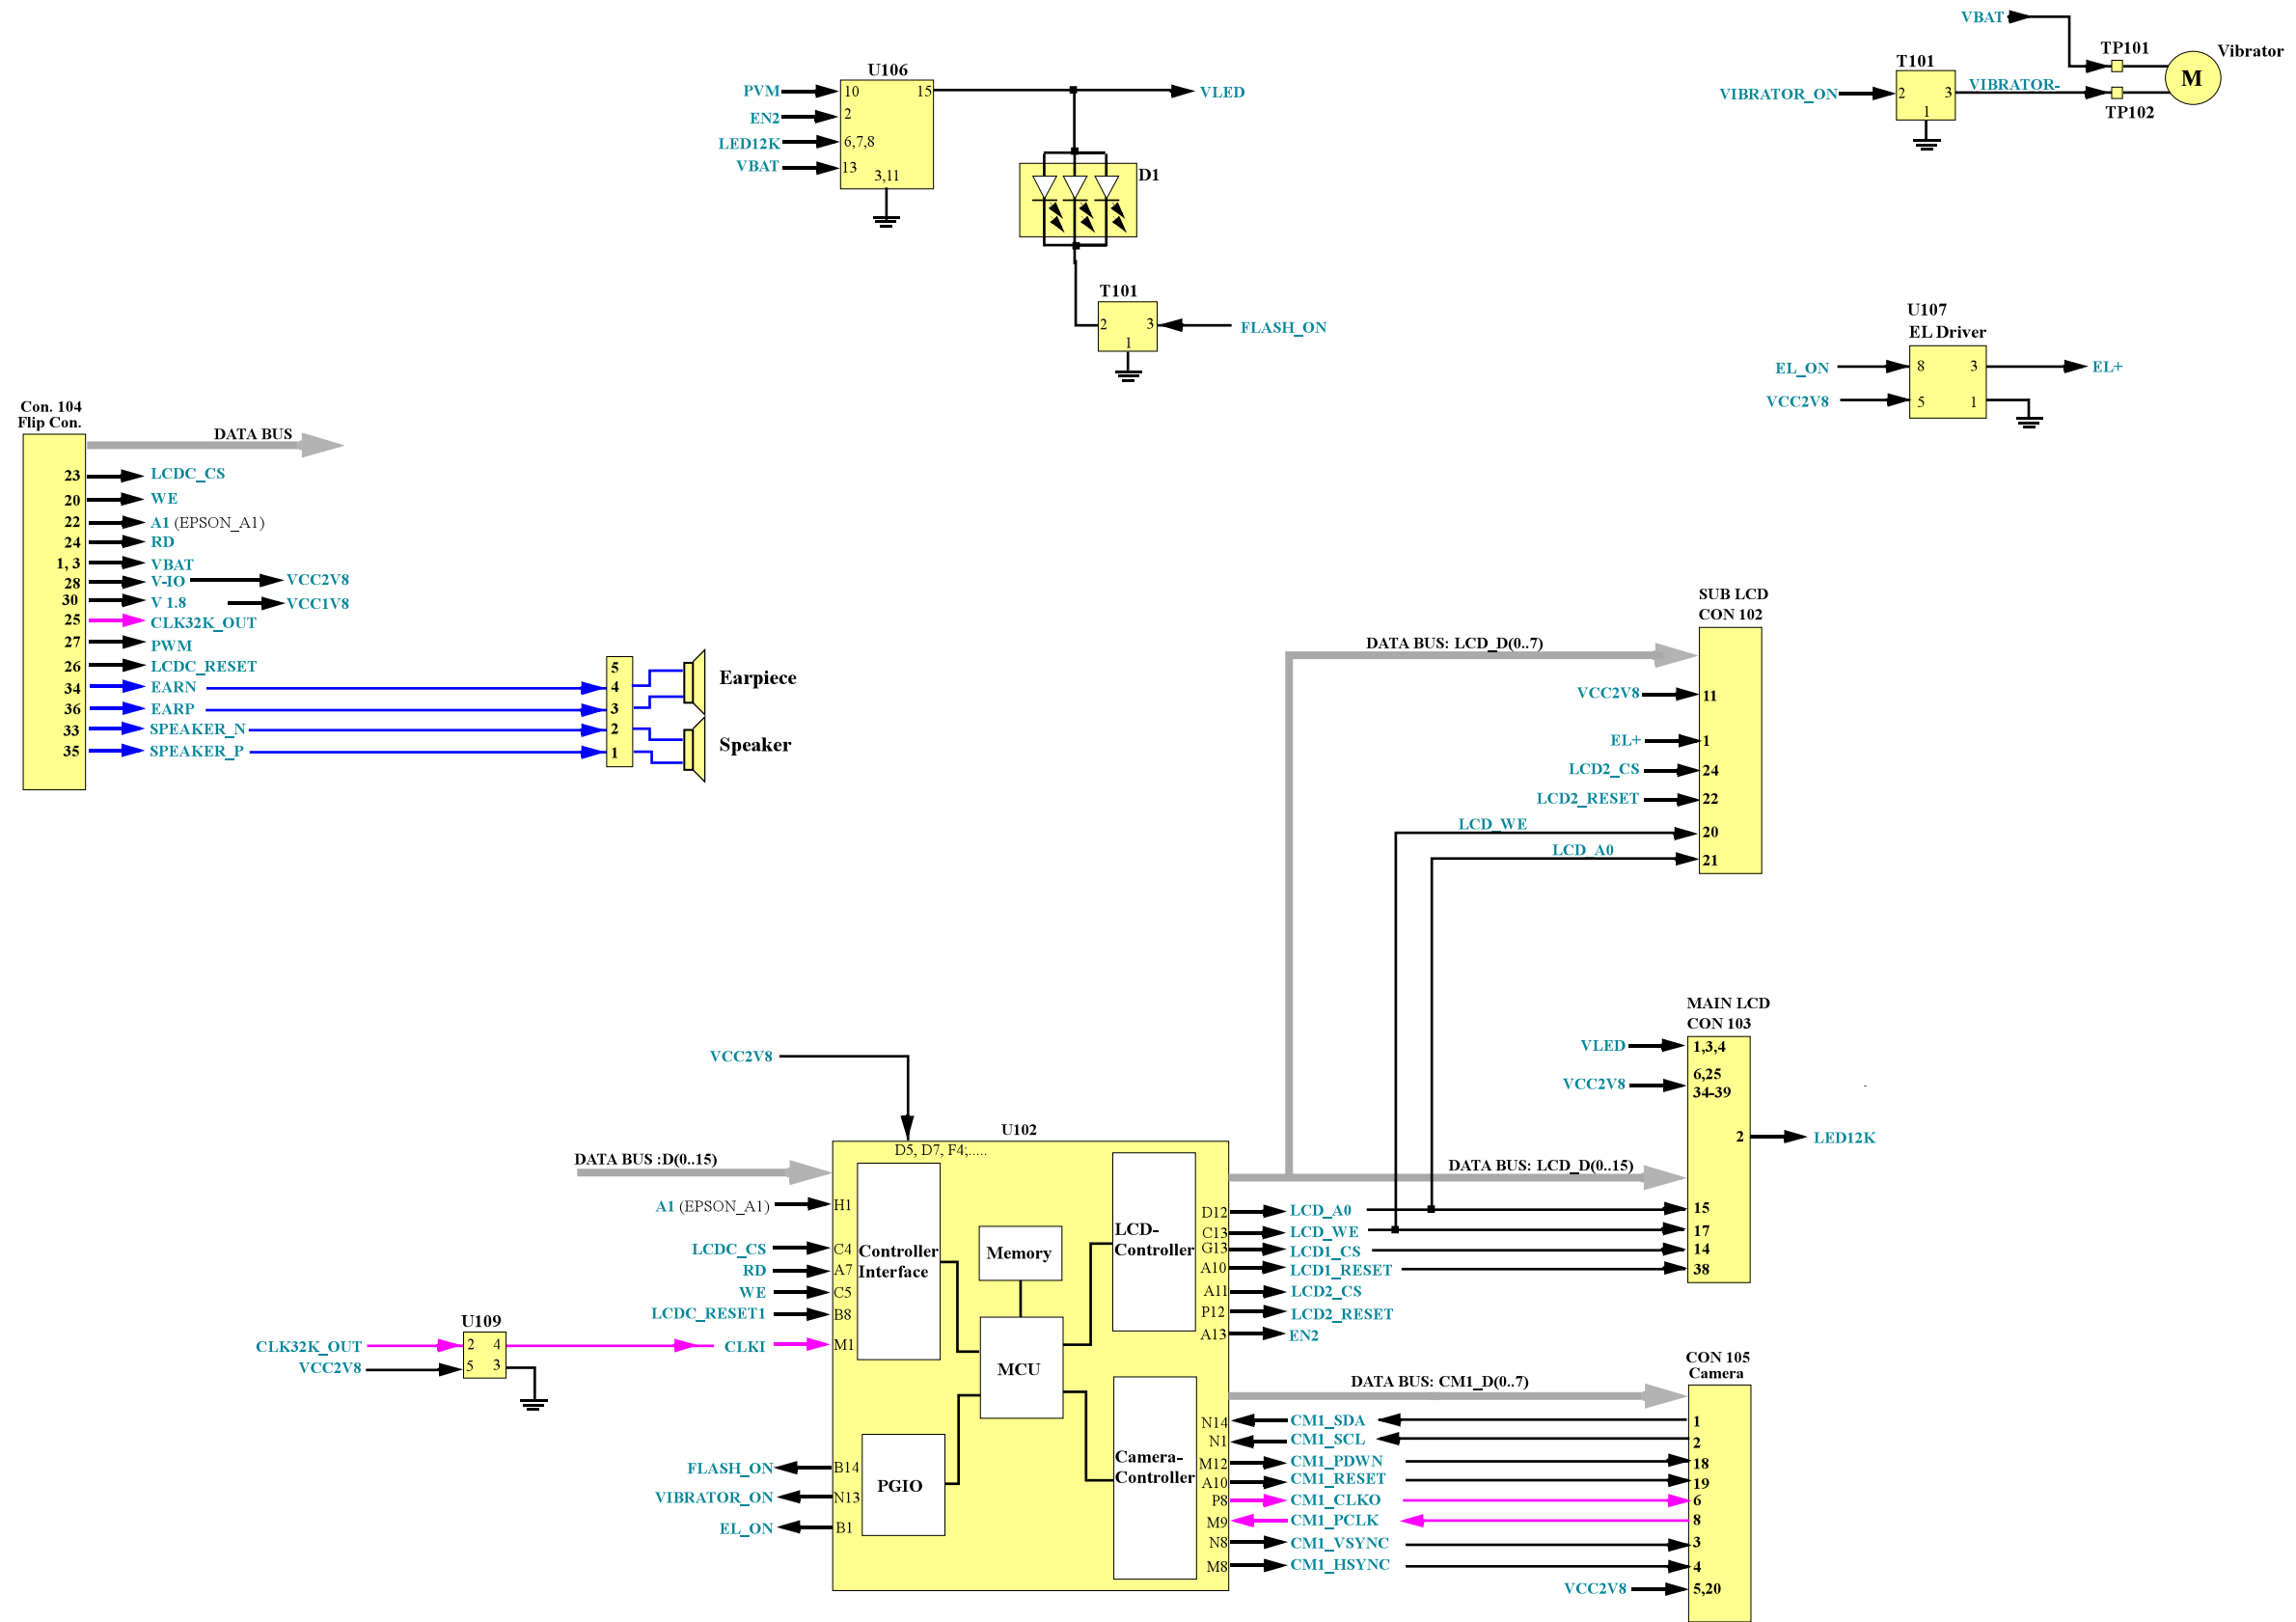 VBAT
TP101
Vibrator
T101
M
VIBRATOR_ON
2
3
VIBRATOR-
1
TP102
U106
PVM
10
15
VLED
EN2
2
LED12K
6,7,8
VBAT
13
3,11
D1
T101
2
3
FLASH_ON
1
U107
EL Driver
EL_ON
8
3
EL+
VCC2V8
5
1
Con. 104
Flip Con.
DATA BUS
23
LCDC_CS
20
WE
22
A1 (EPSON_A1)
24
RD
1, 3
VBAT
28
V-IO
VCC2V8
30
V 1.8
VCC1V8
25
CLK32K_OUT
27
PWM
26
LCDC_RESET
34
EARN
36
EARP
33
SPEAKER_N
35
SPEAKER_P
5
4
3
2
1
Earpiece
Speaker
SUB LCD
CON 102
DATA BUS: LCD_D(0..7)
VCC2V8
11
EL+
1
LCD2_CS
24
LCD2_RESET
22
LCD_WE
20
LCD_A0
21
MAIN LCD
CON 103
VLED
1,3,4
VCC2V8
6,25
34-39
2
LED12K
DATA BUS: LCD_D(0..15)
15
17
14
38
VCC2V8
U102
D5, D7, F4;.....
DATA BUS :D(0..15)
A1 (EPSON_A1)
H1
LCDC_CS
C4
RD
A7
WE
C5
LCDC_RESET1
B8
CLKI
M1
Controller
Interface
Memory
MCU
LCD-
Controller
D12
LCD_A0
C13
LCD_WE
G13
LCD1_CS
A10
LCD1_RESET
A11
LCD2_CS
P12
LCD2_RESET
A13
EN2
U109
CLK32K_OUT
2
4
VCC2V8
5
3
FLASH_ON
B14
VIBRATOR_ON
N13
EL_ON
B1
PGIO
Camera-
Controller
CON 105
Camera
DATA BUS: CM1_D(0..7)
N14
CM1_SDA
1
N1
CM1_SCL
2
M12
CM1_PDWN
18
A10
CM1_RESET
19
P8
CM1_CLKO
6
M9
CM1_PCLK
8
N8
CM1_VSYNC
3
M8
CM1_HSYNC
4
VCC2V8
5,20